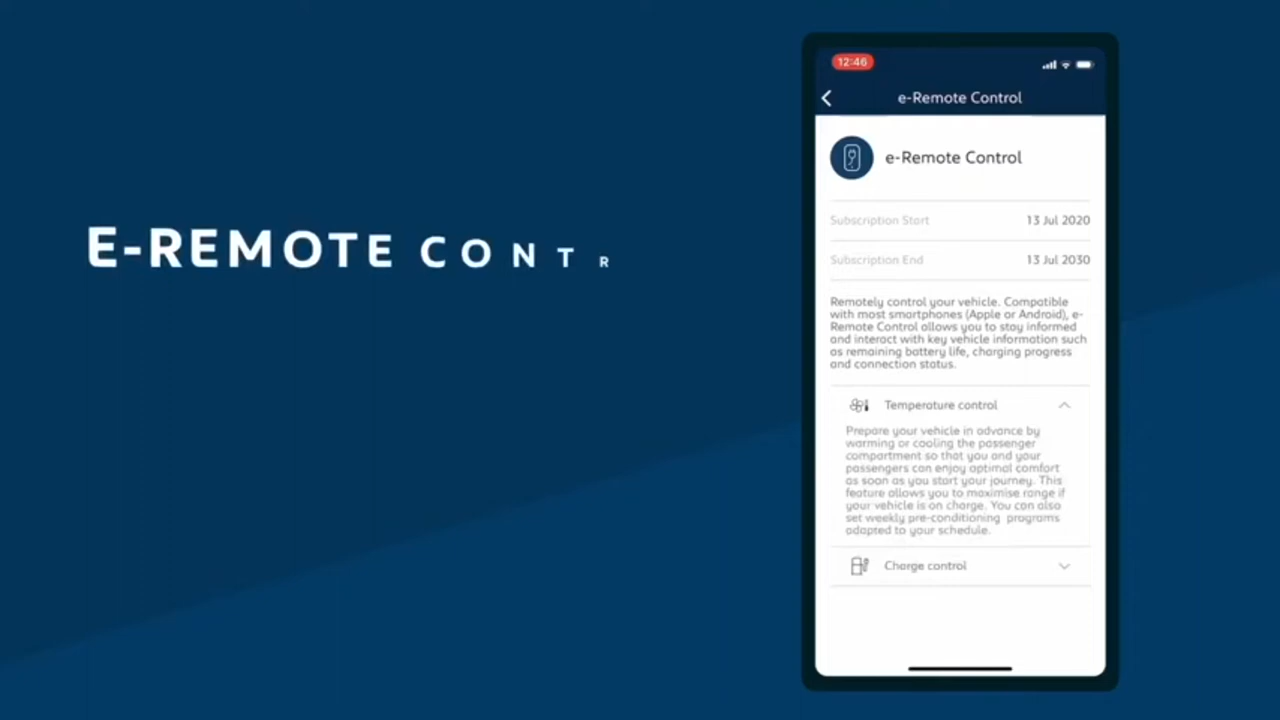 E-REMOTE CONTR
12:46
e-Remote Control
e-Remote Control
Subscription Start 13 Jul 2020
Subscription End 13 Jul 2030
Remotely control your vehicle. Compatible
with most smartphones (Apple or Android), e-
Remote Control allows you to stay informed
and interact with key vehicle information such
as remaining battery life, charging progress
and connection status.
Temperature control
Prepare your vehicle in advance by
warming or cooling the passenger
compartment so that you and your
passengers can enjoy optimal comfort
as soon as you start your journey. This
feature allows you to maximise range if
your vehicle is on charge. You can also
set weekly pre-conditioning programs
adapted to your schedule.
Charge control